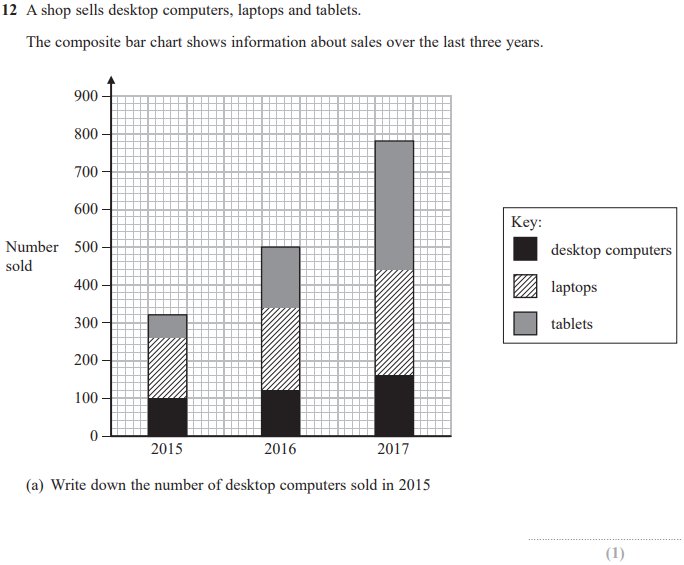 12 A shop sells desktop computers, laptops and tablets.
The composite bar chart shows information about sales over the last three years.
900
800
700
600
Number 500
sold
400
300
200
100
0
2015 2016 2017
Key:
desktop computers
laptops
tablets
(a) Write down the number of desktop computers sold in 2015
(1)